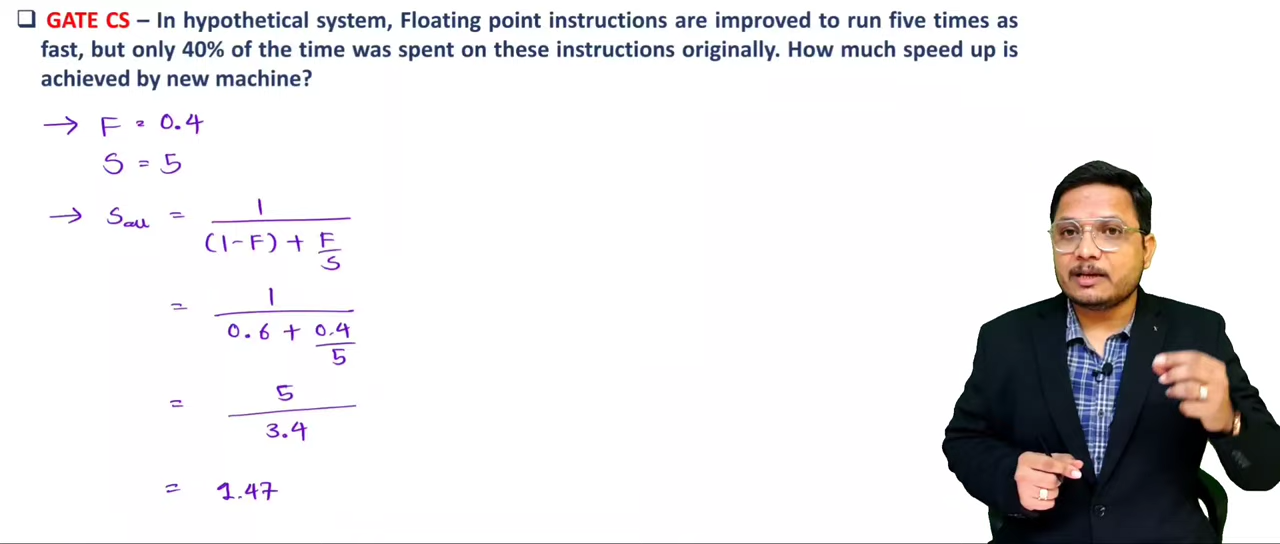 ❑ GATE CS – In hypothetical system, Floating point instructions are improved to run five times as
fast, but only 40% of the time was spent on these instructions originally. How much speed up is
achieved by new machine?
→ F = 0.4
S = 5
→ Sall = 1 / ((1-F) + F/S)
= 1 / (0.6 + 0.4/5)
= 5 / 3.4
= 1.47